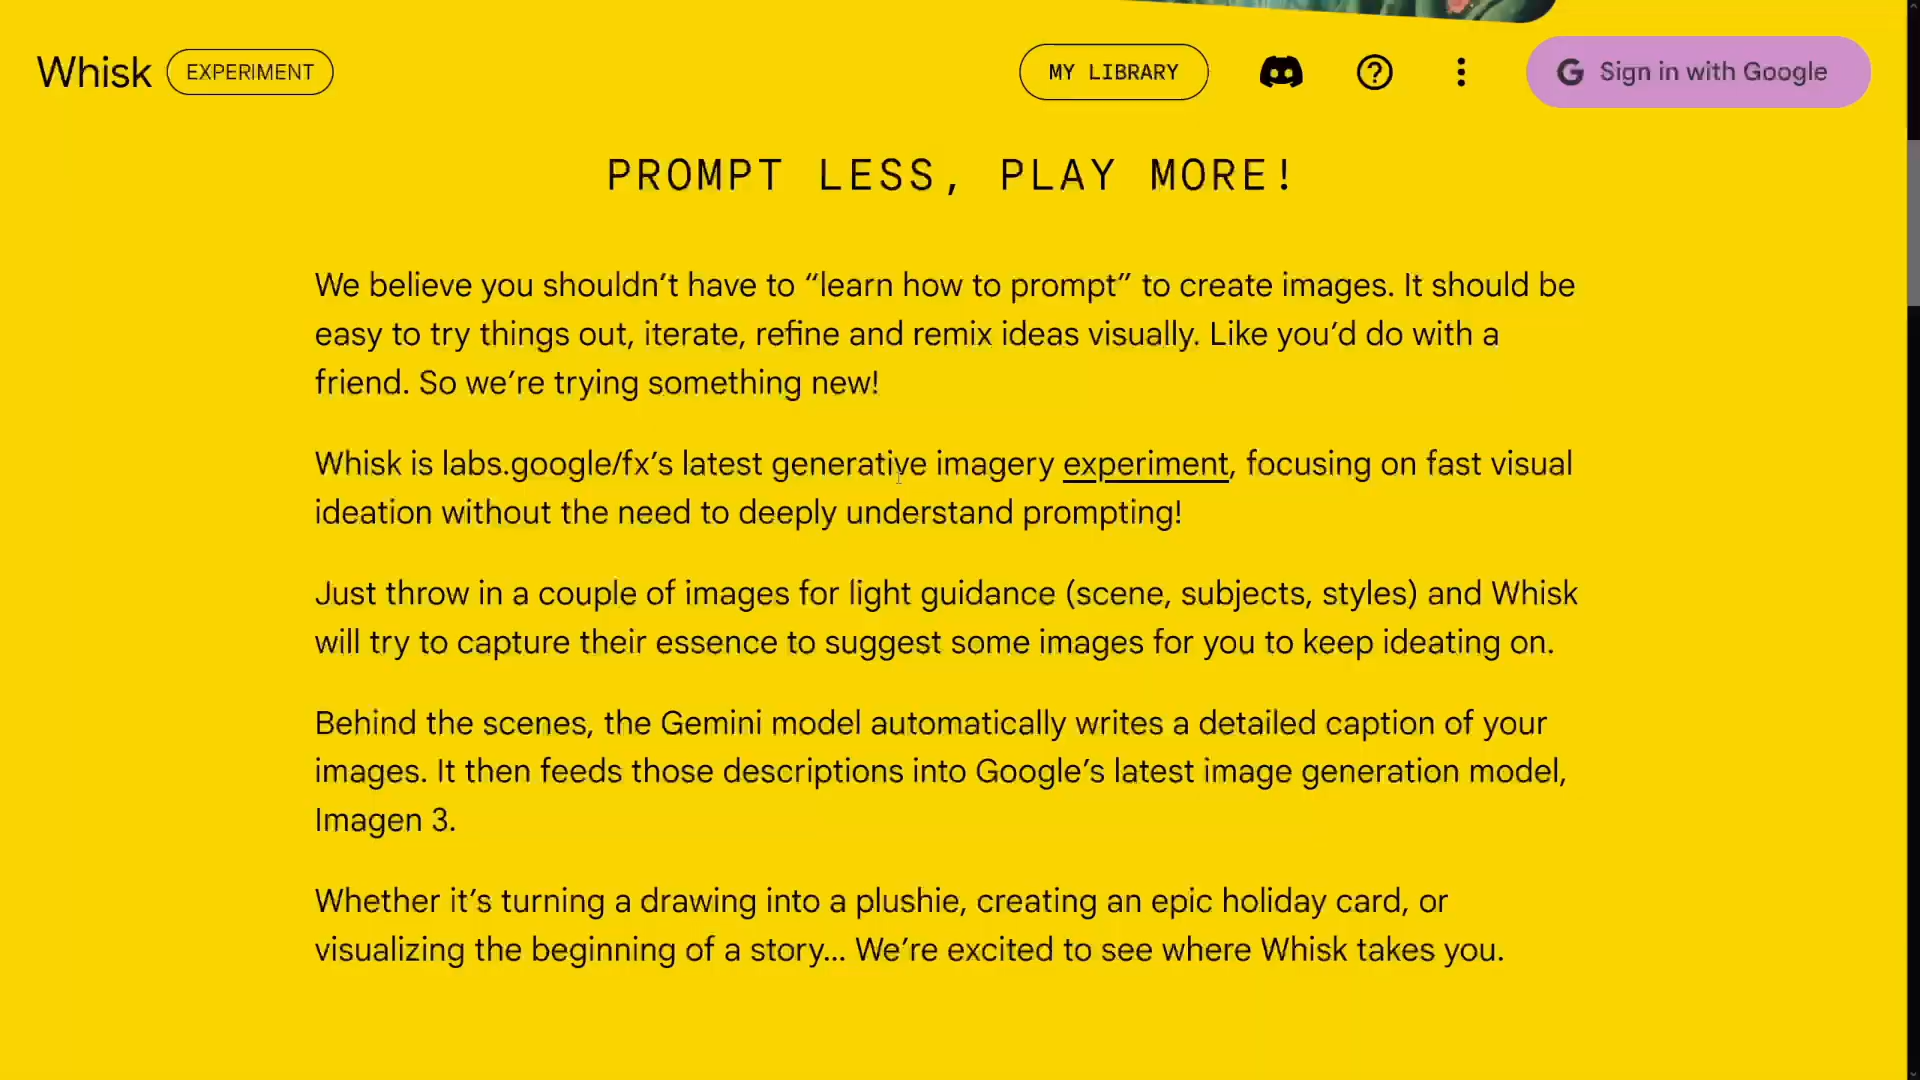 Whisk EXPERIMENT MY LIBRARY Sign in with Google
PROMPT LESS, PLAY MORE!
We believe you shouldn’t have to “learn how to prompt” to create images. It should be
easy to try things out, iterate, refine and remix ideas visually. Like you’d do with a
friend. So we’re trying something new!
Whisk is labs.google/fx’s latest generative imagery experiment, focusing on fast visual
ideation without the need to deeply understand prompting!
Just throw in a couple of images for light guidance (scene, subjects, styles) and Whisk
will try to capture their essence to suggest some images for you to keep ideating on.
Behind the scenes, the Gemini model automatically writes a detailed caption of your
images. It then feeds those descriptions into Google’s latest image generation model,
Imagen 3.
Whether it’s turning a drawing into a plushie, creating an epic holiday card, or
visualizing the beginning of a story... We’re excited to see where Whisk takes you.